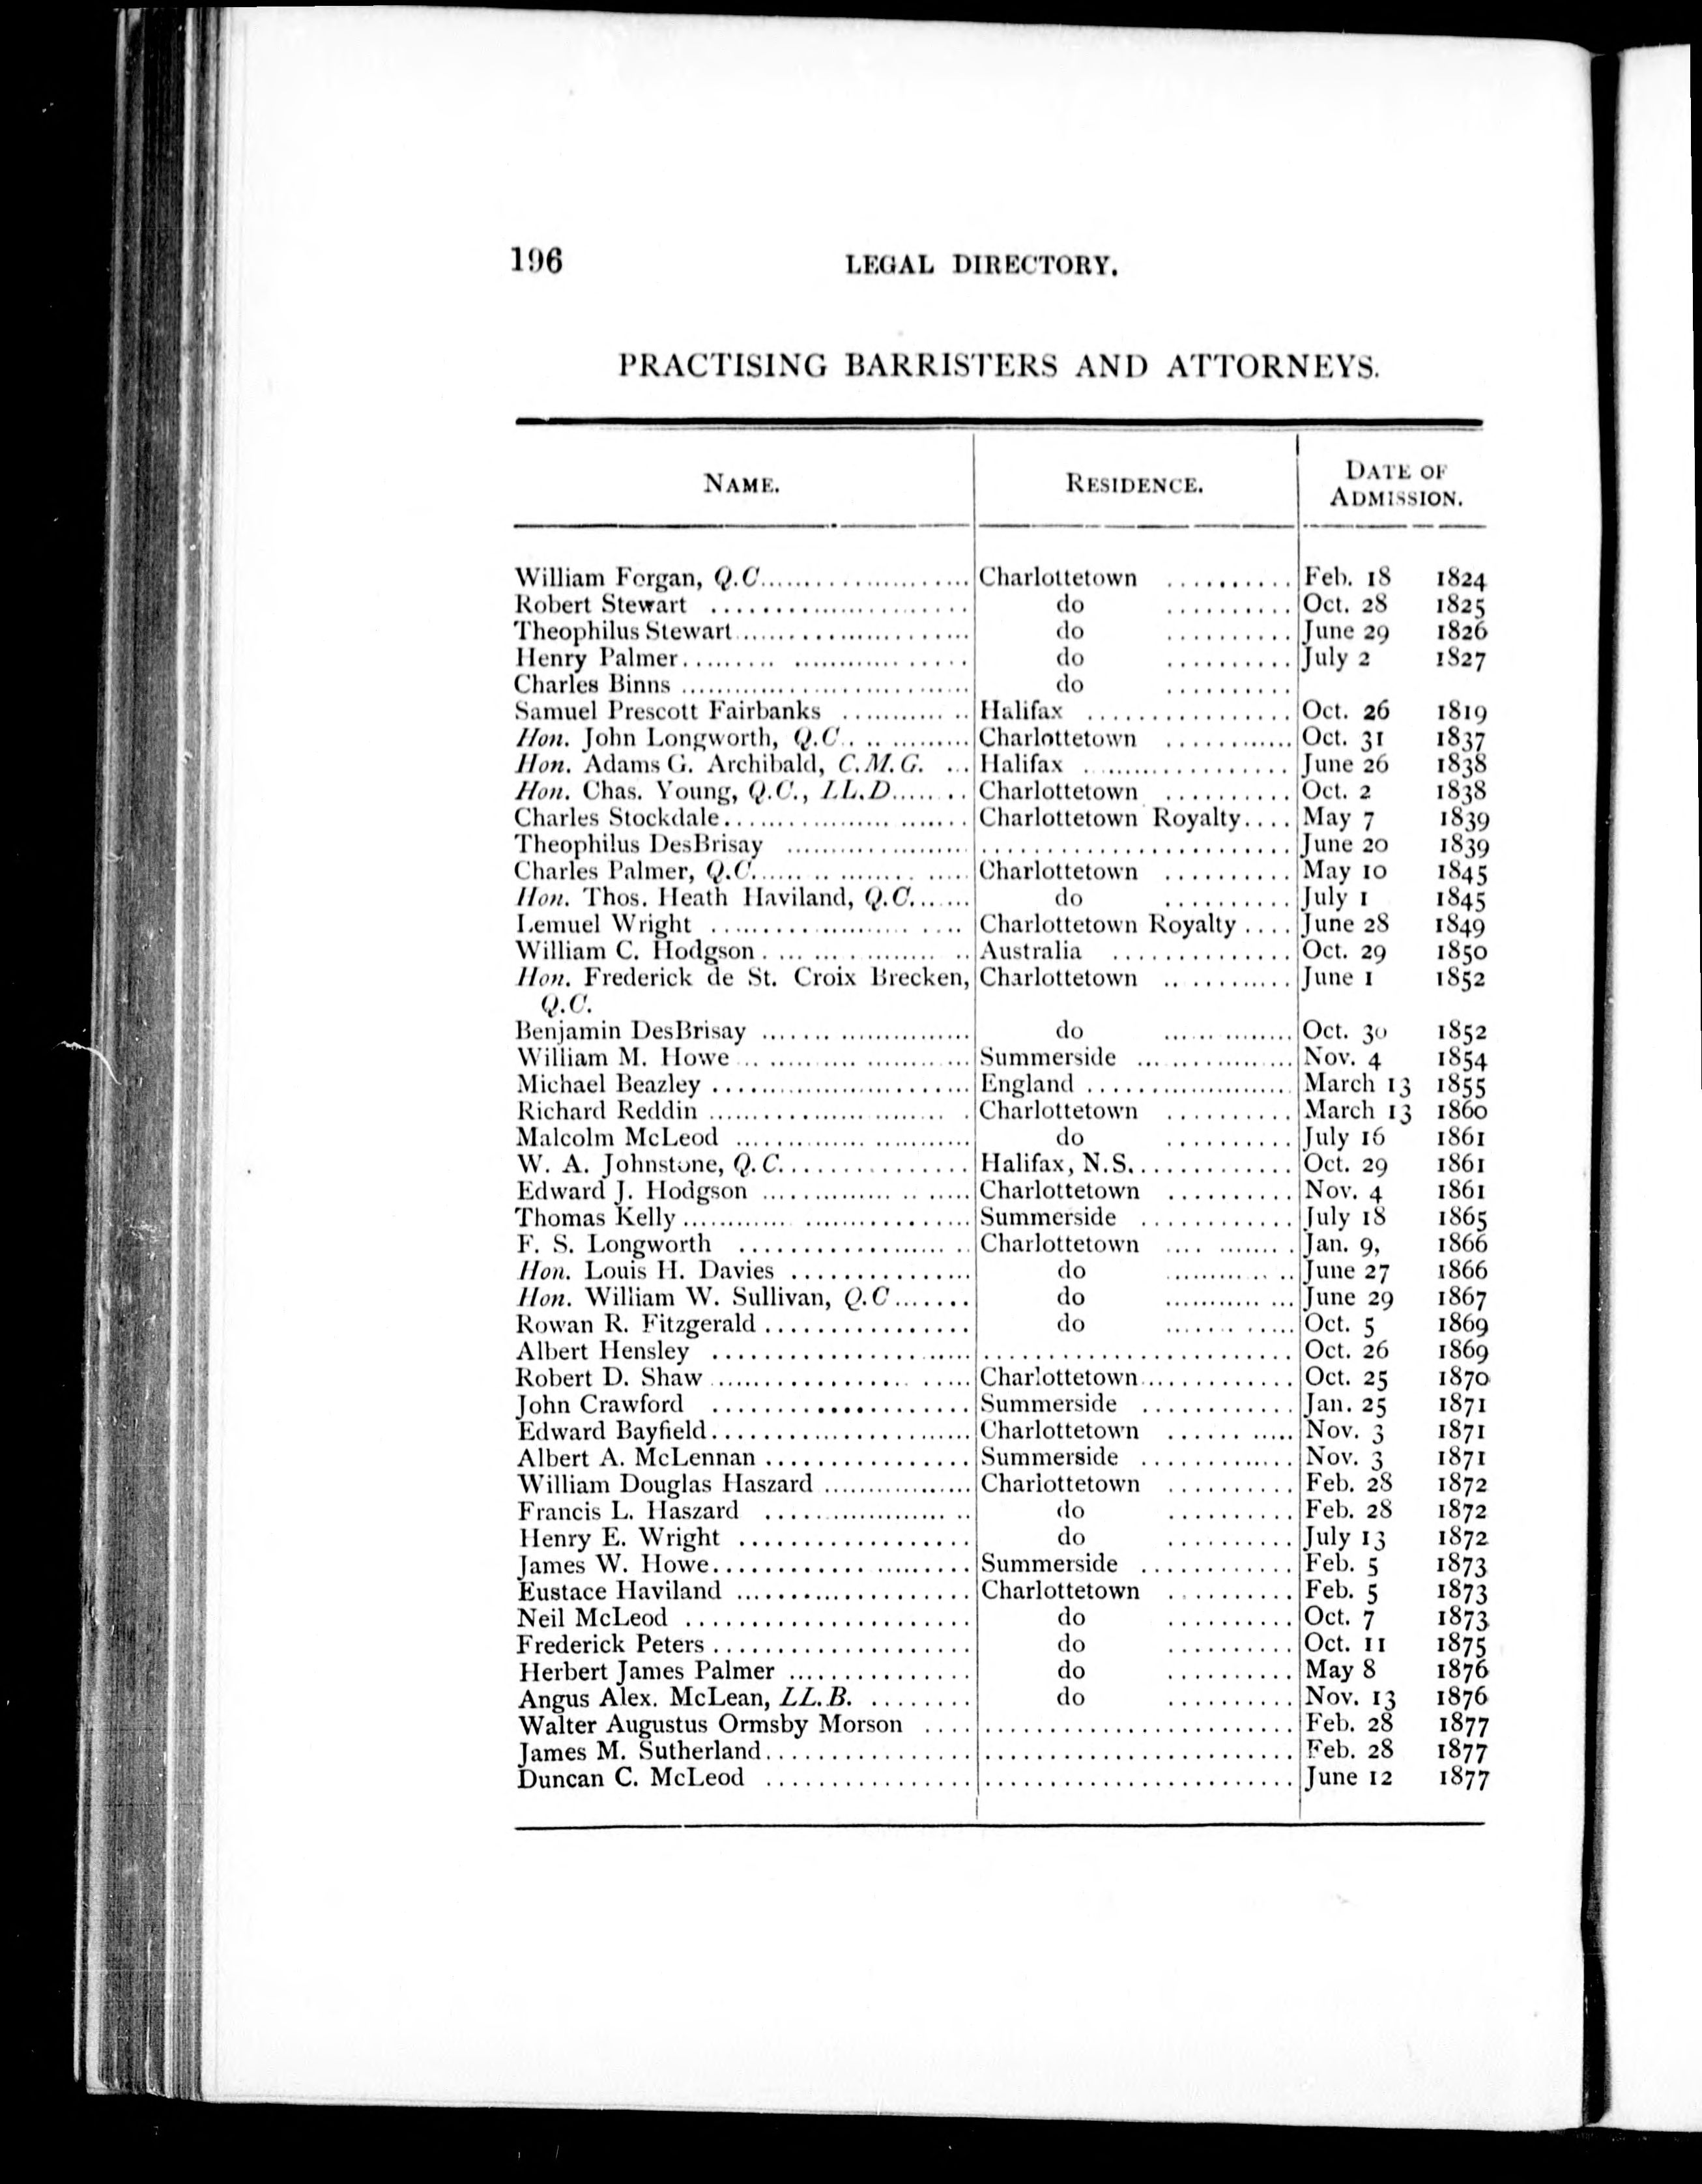 196 LEGAL DIRECTORY.
PRACTISING BARRISTERS AND ATTORNEYS.
NAME. RESIDENCE. DATE OF ADMISSION.
William Forgan, Q.C. Charlottetown Feb. 18 1824
Robert Stewart do Oct. 28 1825
Theophilus Stewart do June 29 1826
Henry Palmer do July 2 1827
Charles Binns do
Samuel Prescott Fairbanks Halifax Oct. 26 1819
Hon. John Longworth, Q.C. Charlottetown Oct. 31 1837
Hon. Adams G. Archibald, C.M.G. Halifax June 26 1838
Hon. Chas. Young, Q.C., LL.D. Charlottetown Oct. 2 1838
Charles Stockdale Charlottetown Royalty May 7 1839
Theophilus DesBrisay June 20 1839
Charles Palmer, Q.C. Charlottetown May 10 1845
Hon. Thos. Heath Haviland, Q.C. do July 1 1845
Lemuel Wright Charlottetown Royalty June 28 1849
William C. Hodgson Australia Oct. 29 1850
Hon. Frederick de St. Croix Brecken, Charlottetown June 1 1852
Q.C.
Benjamin DesBrisay do Oct. 30 1852
William M. Howe Summerside Nov. 4 1854
Michael Beazley England March 13 1855
Richard Reddin Charlottetown March 13 1860
Malcolm McLeod do July 16 1861
W. A. Johnstone, Q.C. Halifax, N.S. Oct. 29 1861
Edward J. Hodgson Charlottetown Nov. 4 1861
Thomas Kelly Summerside July 18 1865
F. S. Longworth Charlottetown Jan. 9, 1866
Hon. Louis H. Davies do June 27 1866
Hon. William W. Sullivan, Q.C. do June 29 1867
Rowan R. Fitzgerald do Oct. 5 1869
Albert Hensley Oct. 26 1869
Robert D. Shaw Charlottetown Oct. 25 1870
John Crawford Summerside Jan. 25 1871
Edward Bayfield Charlottetown Nov. 3 1871
Albert A. McLennan Summerside Nov. 3 1871
William Douglas Haszard Charlottetown Feb. 28 1872
Francis L. Haszard do Feb. 28 1872
Henry E. Wright do July 13 1872
James W. Howe Summerside Feb. 5 1873
Eustace Haviland Charlottetown Feb. 5 1873
Neil McLeod do Oct. 7 1873
Frederick Peters do Oct. 11 1875
Herbert James Palmer do May 8 1876
Angus Alex. McLean, LL.B. do Nov. 13 1876
Walter Augustus Ormsby Morson Feb. 28 1877
James M. Sutherland Feb. 28 1877
Duncan C. McLeod June 12 1877